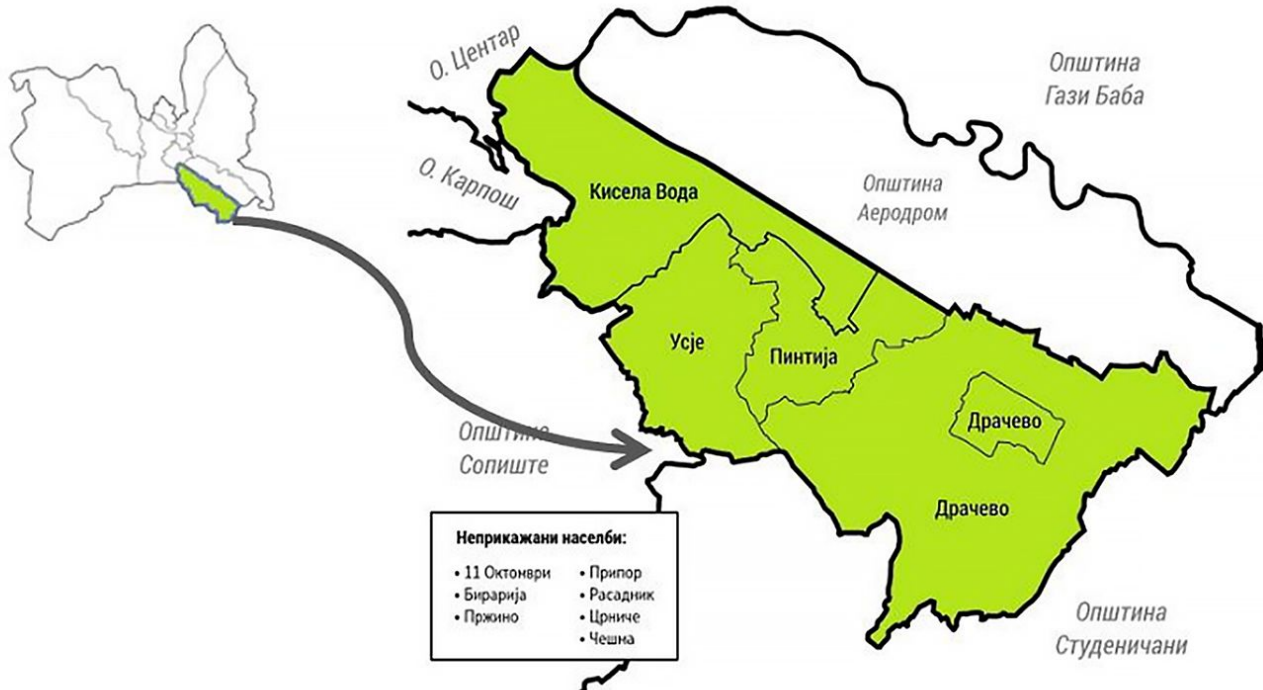 О. Центар
Општина
Гази Баба
О. Карпош
Кисела Вода
Општина
Аеродром
Усје
Пинтија
Драчево
Општине
Сопиште
Драчево
Неприкажани населби:
• 11 Октомври
• Бирарија
• Пржино
• Припор
• Расадник
• Црниче
• Чешма
Општина
Студеничани